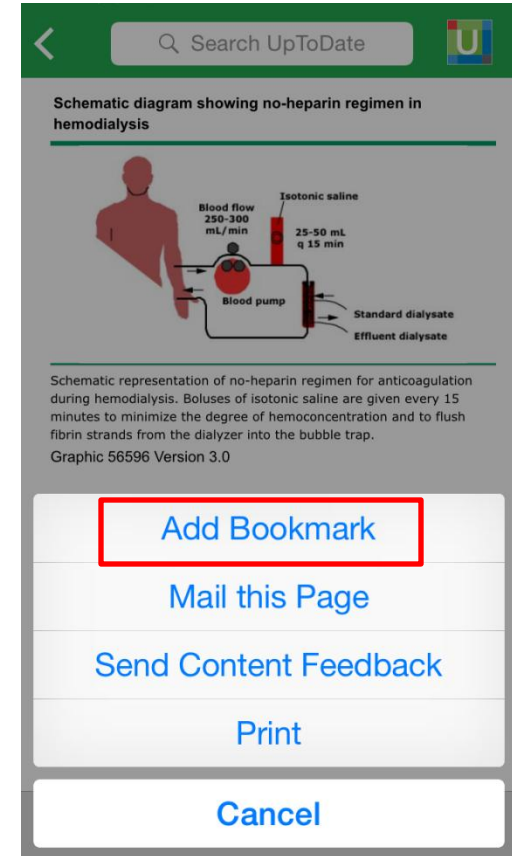 Search UpToDate
U
Schematic diagram showing no-heparin regimen in
hemodialysis
Isotonic saline
Blood flow
250-300
mL/min
25-50 mL
q 15 min
Blood pump
Standard dialysate
Effluent dialysate
Schematic representation of no-heparin regimen for anticoagulation
during hemodialysis. Boluses of isotonic saline are given every 15
minutes to minimize the degree of hemoconcentration and to flush
fibrin strands from the dialyzer into the bubble trap.
Graphic 56596 Version 3.0
Add Bookmark
Mail this Page
Send Content Feedback
Print
Cancel